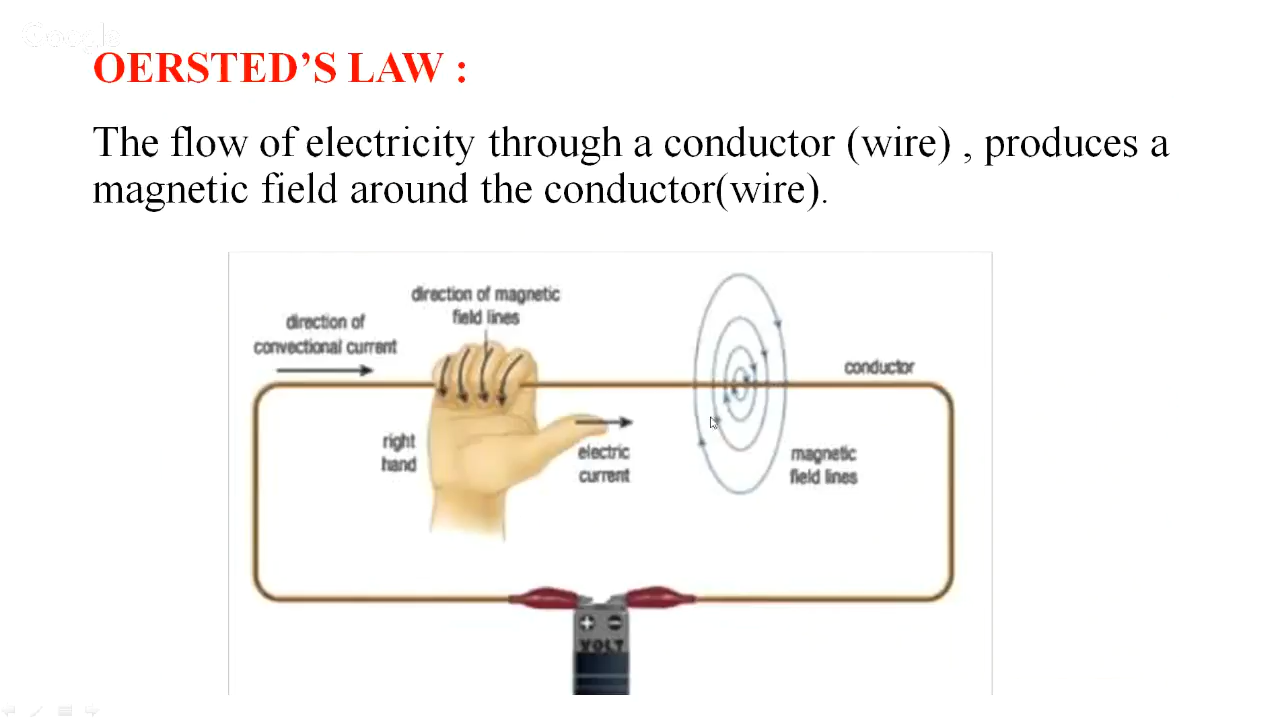 Google
OERSTED’S LAW :
The flow of electricity through a conductor (wire) , produces a
magnetic field around the conductor(wire).
direction of magnetic
field lines
direction of
convectional current
conductor
right
hand
electric
current
magnetic
field lines
+ −
VOLT